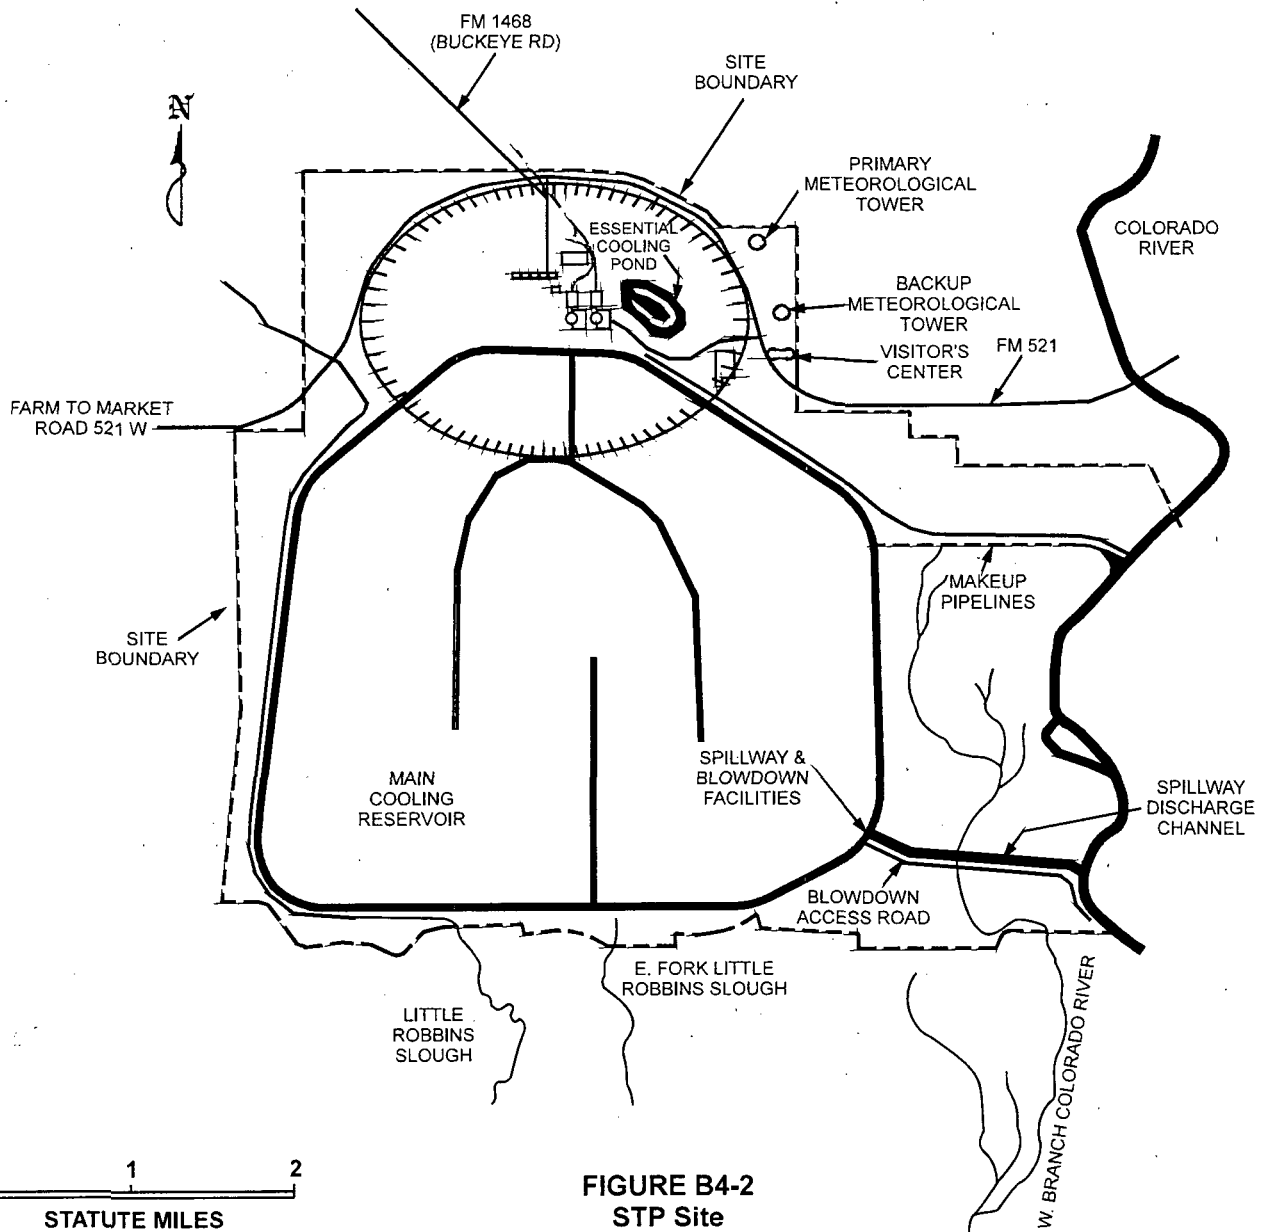 FM 1468
(BUCKEYE RD)
SITE
BOUNDARY
N
PRIMARY
METEOROLOGICAL
TOWER
COLORADO
RIVER
ESSENTIAL
COOLING
POND
BACKUP
METEOROLOGICAL
TOWER
VISITOR'S
CENTER
FM 521
FARM TO MARKET
ROAD 521 W
MAKEUP
PIPELINES
SITE
BOUNDARY
MAIN
COOLING
RESERVOIR
SPILLWAY &
BLOWDOWN
FACILITIES
SPILLWAY
DISCHARGE
CHANNEL
BLOWDOWN
ACCESS ROAD
E. FORK LITTLE
ROBBINS SLOUGH
LITTLE
ROBBINS
SLOUGH
W. BRANCH COLORADO RIVER
1 2
STATUTE MILES
FIGURE B4-2
STP Site